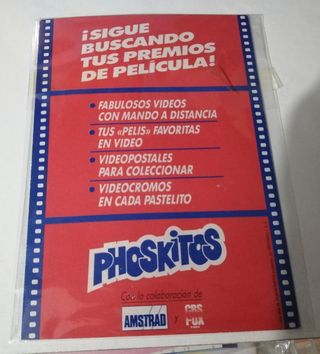 ¡SIGUE
BUSCANDO
TUS PREMIOS
DE PELÍCULA!
• FABULOSOS VIDEOS
CON MANDO A DISTANCIA
• TUS «PELIS» FAVORITAS
EN VIDEO
• VIDEOPOSTALES
PARA COLECCIONAR
• VIDEOCROMOS
EN CADA PASTELITO
PHOSKITOS
Con la colaboración de
AMSTRAD y CBS
FOX